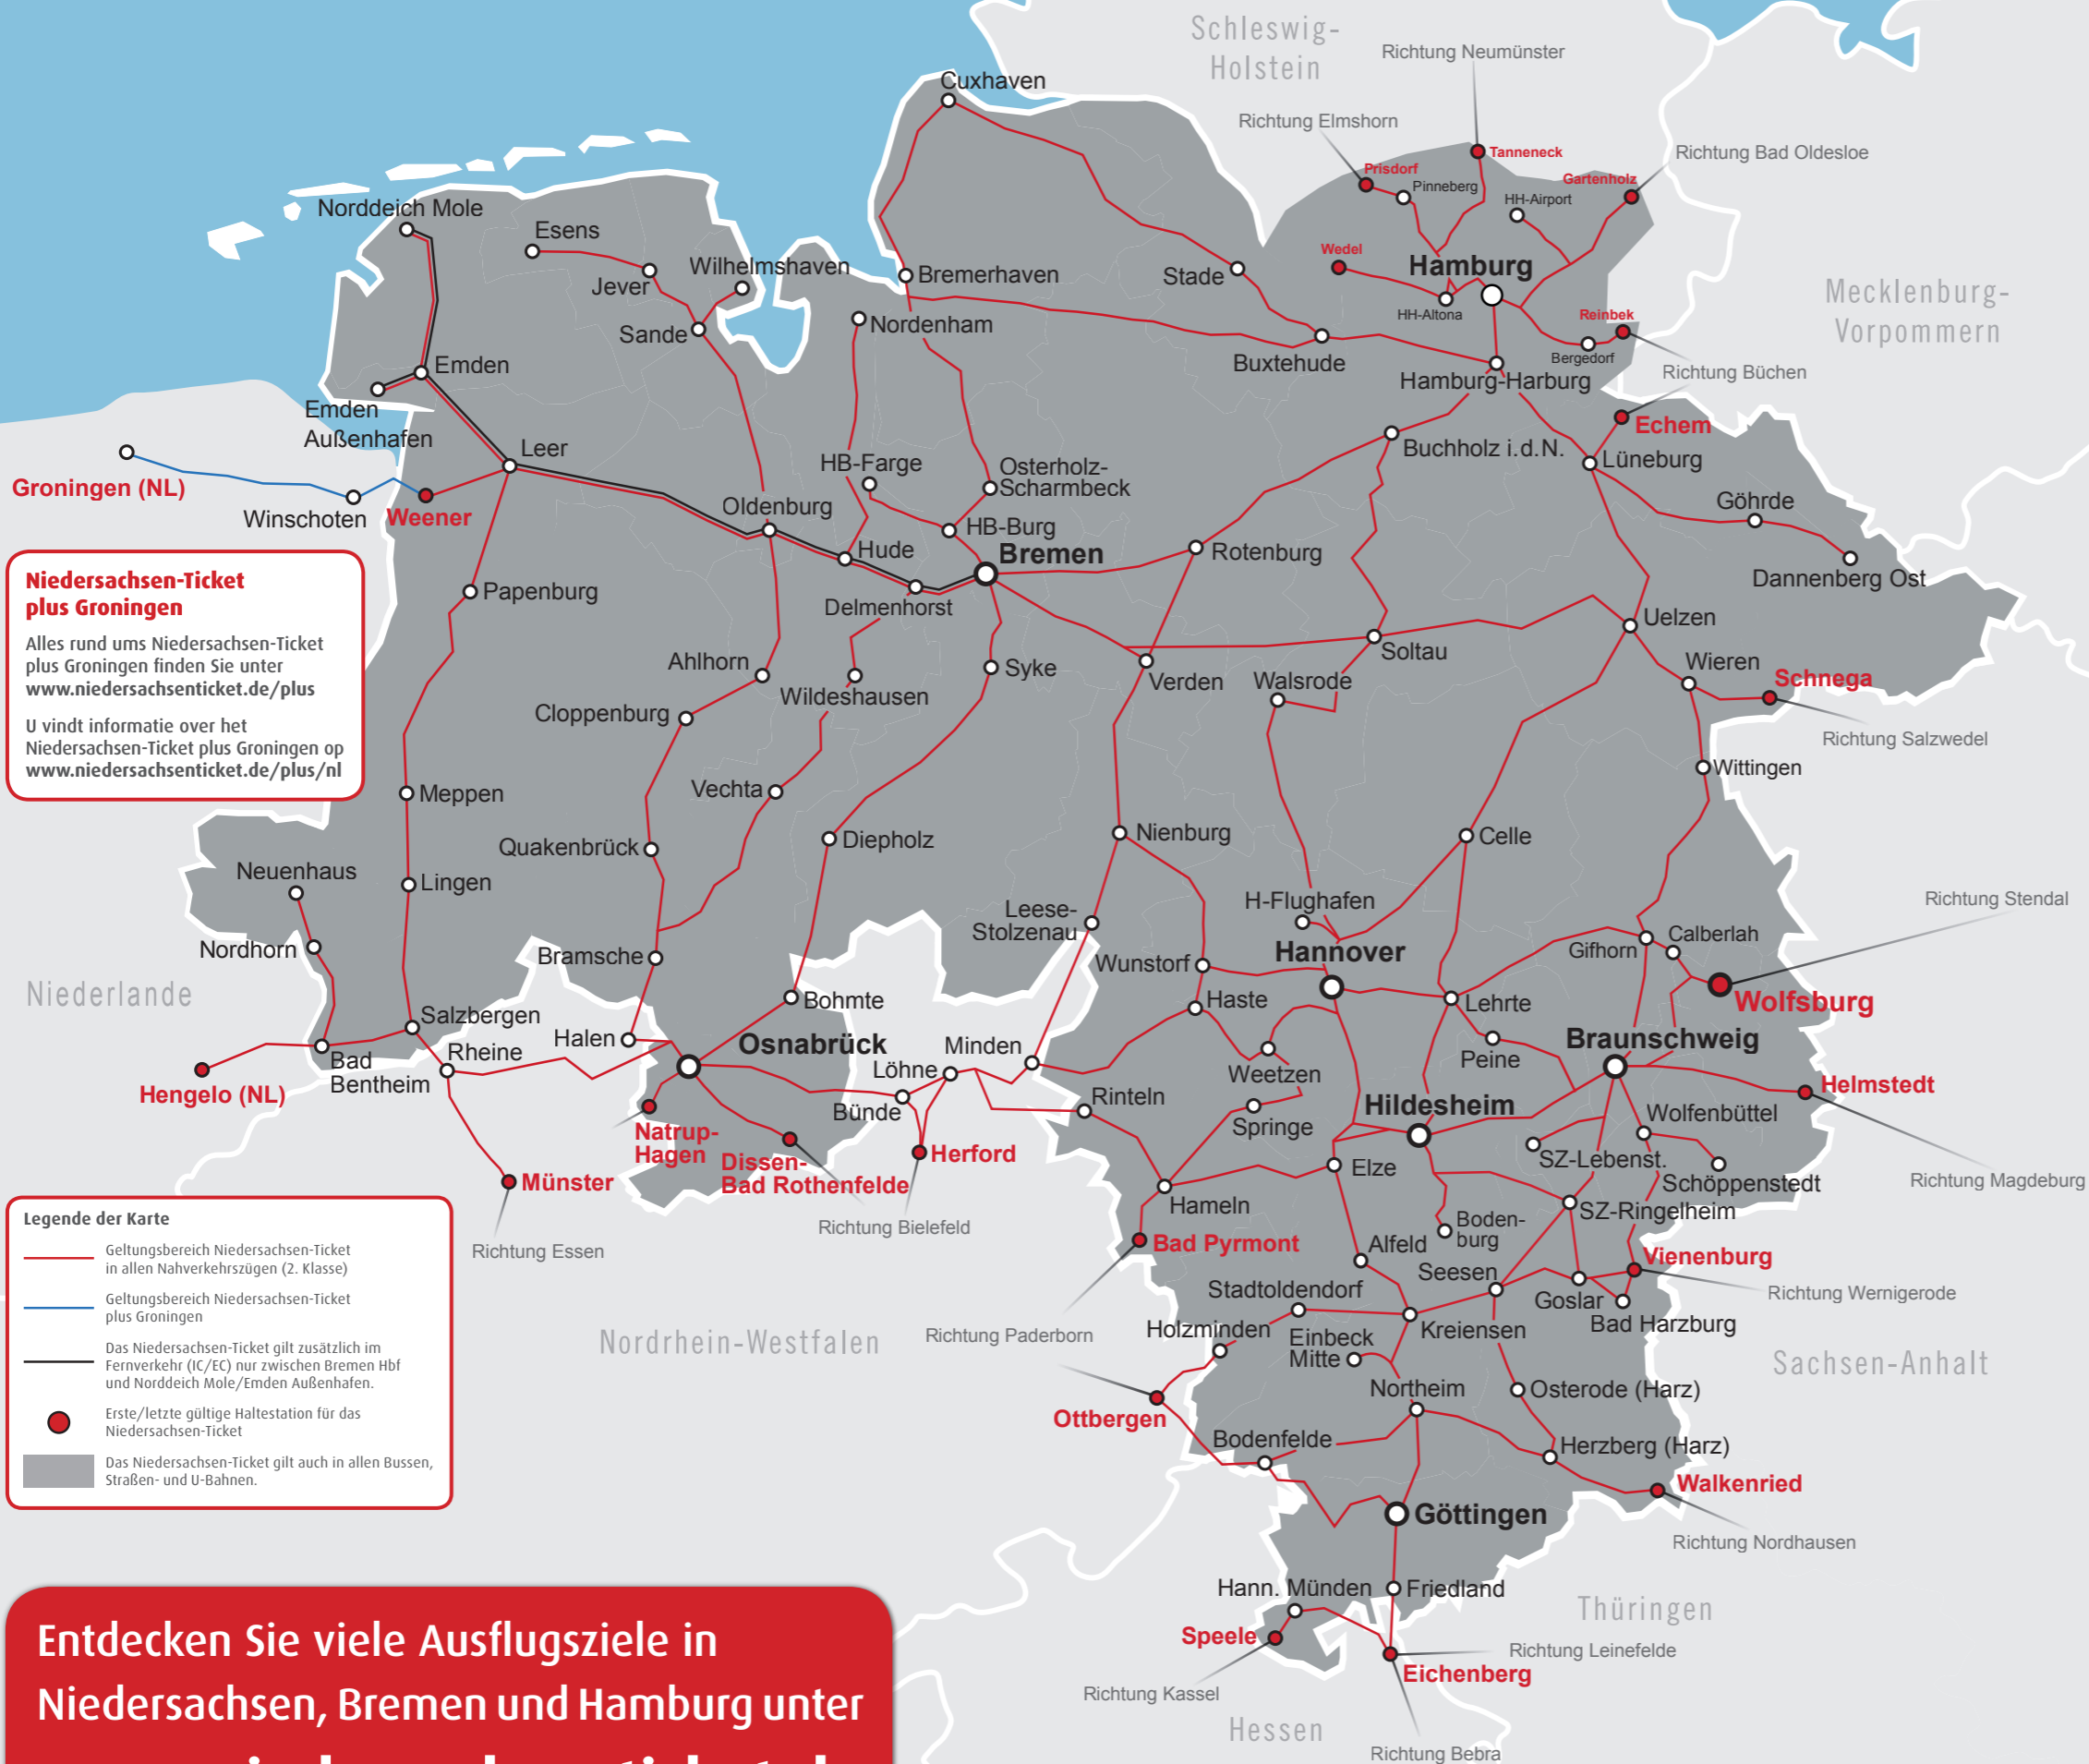 Schleswig-
Holstein
Richtung Neumünster
Cuxhaven
Richtung Elmshorn
Tanneneck
Richtung Bad Oldesloe
Prisdorf
Pinneberg
Gartenholz
HH-Airport
Norddeich Mole
Esens
Wedel
Hamburg
Wilhelmshaven
Jever
Bremerhaven
Stade
Mecklenburg-
Vorpommern
HH-Altona
Reinbek
Sande
Nordenham
Buxtehude
Bergedorf
Emden
Hamburg-Harburg
Richtung Büchen
Emden
Außenhafen
Echem
Leer
Buchholz i.d.N.
Lüneburg
HB-Farge
Osterholz-
Scharmbeck
Groningen (NL)
Winschoten
Weener
Oldenburg
Göhrde
HB-Burg
Hude
Bremen
Rotenburg
Dannenberg Ost
Niedersachsen-Ticket
plus Groningen
Alles rund ums Niedersachsen-Ticket
plus Groningen finden Sie unter
www.niedersachsenticket.de/plus
U vindt informatie over het
Niedersachsen-Ticket plus Groningen op
www.niedersachsenticket.de/plus/nl
Papenburg
Delmenhorst
Uelzen
Ahlhorn
Syke
Soltau
Verden
Wieren
Walsrode
Schnega
Wildeshausen
Cloppenburg
Richtung Salzwedel
Wittingen
Meppen
Vechta
Nienburg
Celle
Diepholz
Quakenbrück
Neuenhaus
Lingen
H-Flughafen
Richtung Stendal
Leese-
Stolzenau
Nordhorn
Bramsche
Wunstorf
Hannover
Gifhorn
Calberlah
Niederlande
Bohmte
Haste
Lehrte
Wolfsburg
Salzbergen
Halen
Osnabrück
Minden
Braunschweig
Rheine
Bad
Bentheim
Löhne
Weetzen
Peine
Hengelo (NL)
Helmstedt
Bünde
Rinteln
Hildesheim
Wolfenbüttel
Natrup-
Hagen
Springe
Herford
Dissen-
Bad Rothenfelde
Elze
SZ-Lebenst.
Münster
Schöppenstedt
Richtung Magdeburg
Hameln
SZ-Ringelheim
Legende der Karte
Geltungsbereich Niedersachsen-Ticket
in allen Nahverkehrszügen (2. Klasse)
Geltungsbereich Niedersachsen-Ticket
plus Groningen
Das Niedersachsen-Ticket gilt zusätzlich im
Fernverkehr (IC/EC) nur zwischen Bremen Hbf
und Norddeich Mole/Emden Außenhafen.
Erste/letzte gültige Haltestation für das
Niedersachsen-Ticket
Das Niedersachsen-Ticket gilt auch in allen Bussen,
Straßen- und U-Bahnen.
Richtung Bielefeld
Boden-
burg
Richtung Essen
Bad Pyrmont
Alfeld
Vienenburg
Seesen
Stadtoldendorf
Richtung Wernigerode
Goslar
Nordrhein-Westfalen
Richtung Paderborn
Holzminden
Einbeck
Mitte
Kreiensen
Bad Harzburg
Sachsen-Anhalt
Northeim
Osterode (Harz)
Ottbergen
Bodenfelde
Herzberg (Harz)
Walkenried
Göttingen
Richtung Nordhausen
Hann. Münden
Friedland
Thüringen
Speele
Richtung Leinefelde
Eichenberg
Richtung Kassel
Hessen
Richtung Bebra
Entdecken Sie viele Ausflugsziele in
Niedersachsen, Bremen und Hamburg unter